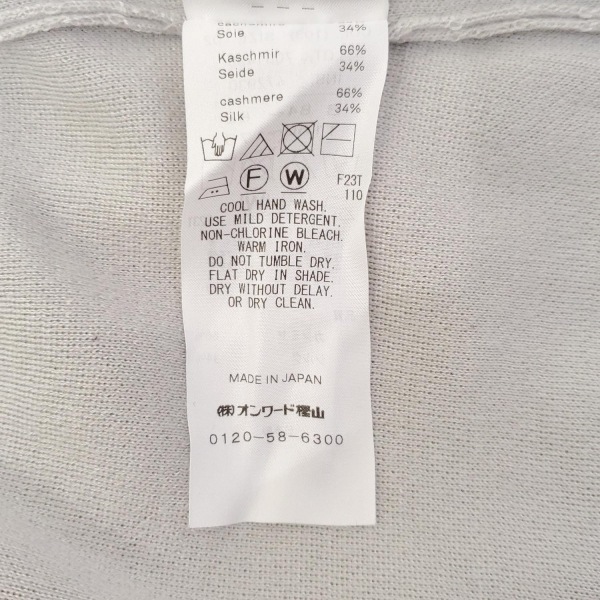 Soie 34%
Kaschmir 66%
Seide 34%
cashmere 66%
Silk 34%
F W F23T
110
COOL HAND WASH.
USE MILD DETERGENT.
NON-CHLORINE BLEACH.
WARM IRON.
DO NOT TUMBLE DRY.
FLAT DRY IN SHADE.
DRY WITHOUT DELAY.
OR DRY CLEAN.
MADE IN JAPAN
㈱オンワード樫山
0120-58-6300